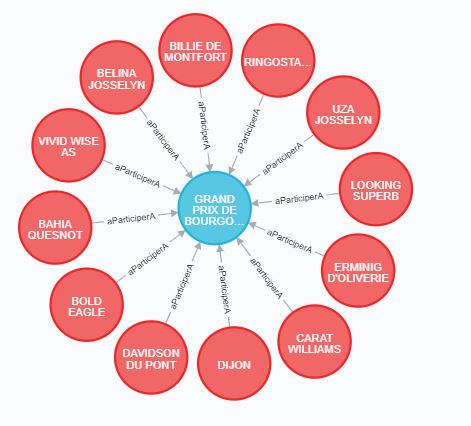 BILLIE DE
MONTFORT
RINGOSTA...
BELINA
JOSSELYN
UZA
JOSSELYN
VIVID WISE
AS
LOOKING
SUPERB
GRAND
PRIX DE
BOURGO...
BAHIA
QUESNOT
ERMINIG
D'OLIVERIE
BOLD
EAGLE
CARAT
WILLIAMS
DAVIDSON
DU PONT
DIJON
aParticiperA
aParticiperA
aParticiperA
aParticiperA
aParticiperA
aParticiperA
aParticiperA
aParticiperA
aParticiperA
aParticiperA
aParticiperA